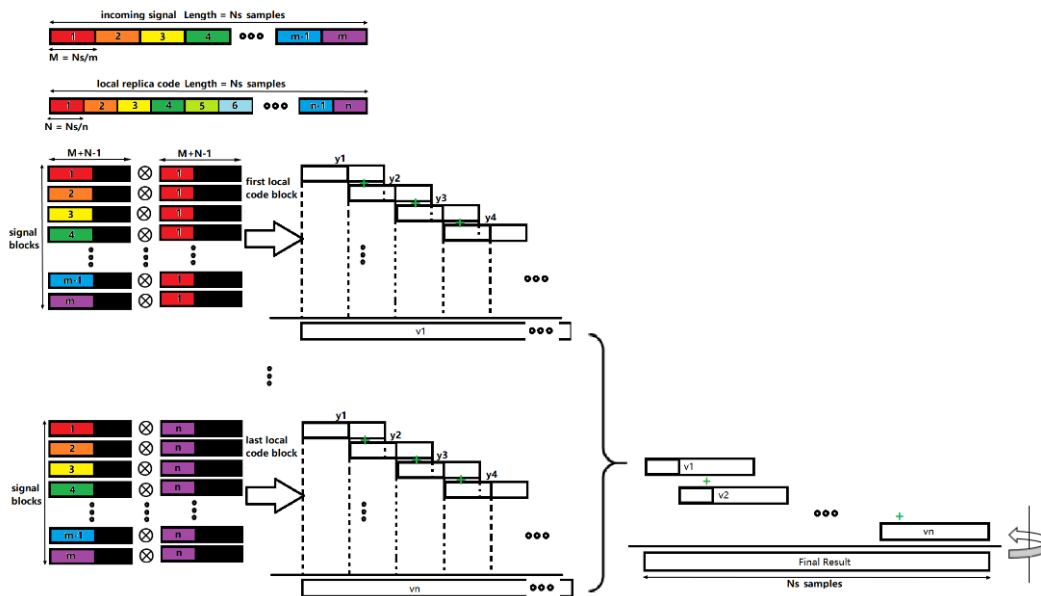 incoming signal Length = Ns samples
1 2 3 4 m-1 m
M = Ns/m
local replica code Length = Ns samples
1 2 3 4 5 6 n-1 n
N = Ns/n
M+N-1 M+N-1
signal blocks
1 1
2 1
3 1
4 1
m-1 1
m 1
first local code block
y1
y2
y3
y4
+ + +
v1
signal blocks
1 n
2 n
3 n
4 n
m-1 n
m n
last local code block
y1
y2
y3
y4
+ + +
vn
v1
+
v2
+
vn
Final Result
Ns samples